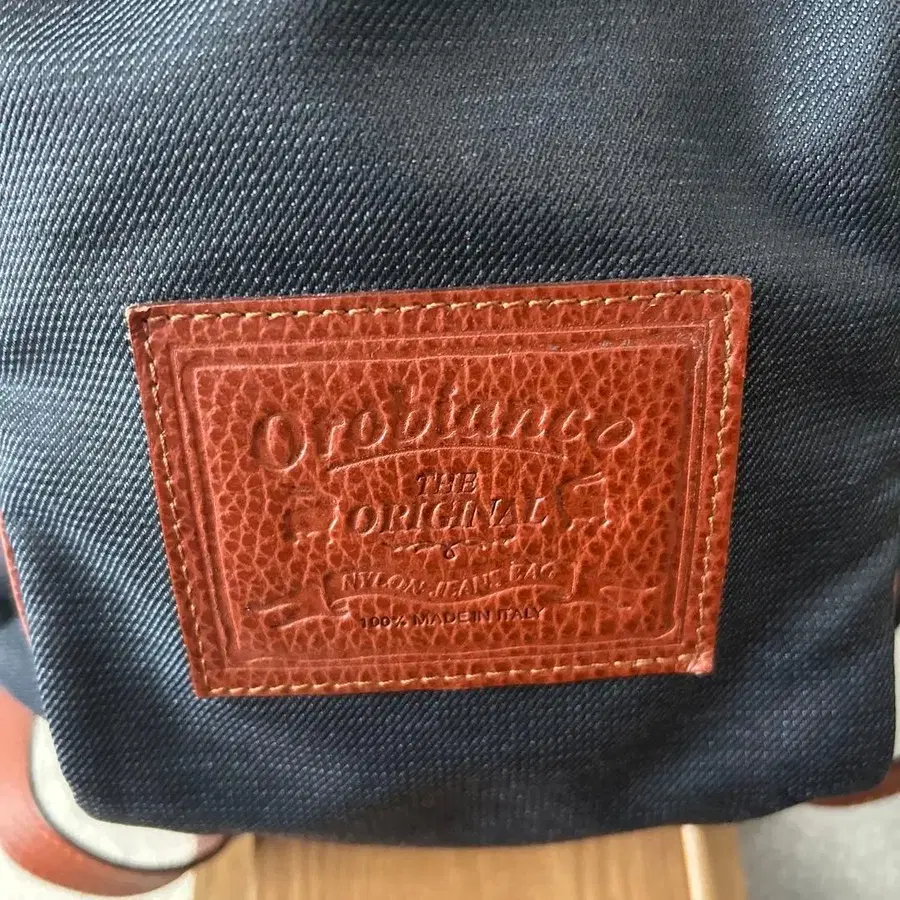 Orobianco
THE
ORIGINAL
NYLON-JEANS BAG
100% MADE IN ITALY